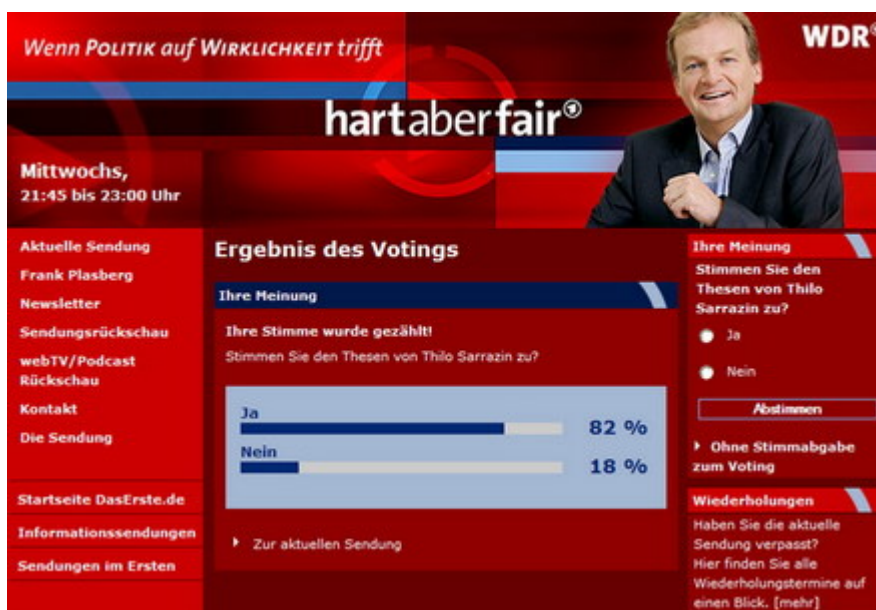 Wenn POLITIK auf WIRKLICHKEIT trifft
WDR
hartaberfair
Mittwochs,
21:45 bis 23:00 Uhr
Aktuelle Sendung
Frank Plasberg
Newsletter
Sendungsrückschau
webTV/Podcast
Rückschau
Kontakt
Die Sendung
Startseite DasErste.de
Informationssendungen
Sendungen im Ersten
Ergebnis des Votings
Ihre Meinung
Ihre Stimme wurde gezählt!
Stimmen Sie den Thesen von Thilo Sarrazin zu?
Ja
82 %
Nein
18 %
Zur aktuellen Sendung
Ihre Meinung
Stimmen Sie den
Thesen von Thilo
Sarrazin zu?
Ja
Nein
Abstimmen
Ohne Stimmabgabe
zum Voting
Wiederholungen
Haben Sie die aktuelle
Sendung verpasst?
Hier finden Sie alle
Wiederholungstermine auf
einen Blick. [mehr]